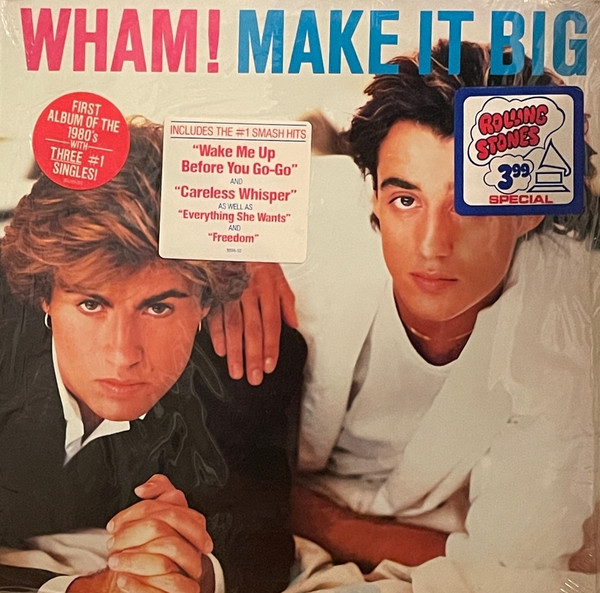 WHAM! MAKE IT BIG
FIRST
ALBUM OF THE
1980's
—WITH—
THREE #1
SINGLES!
INCLUDES THE #1 SMASH HITS
"Wake Me Up
Before You Go-Go"
AND
"Careless Whisper"
AS WELL AS
"Everything She Wants"
AND
"Freedom"
ROLLING
STONES
3.99
SPECIAL